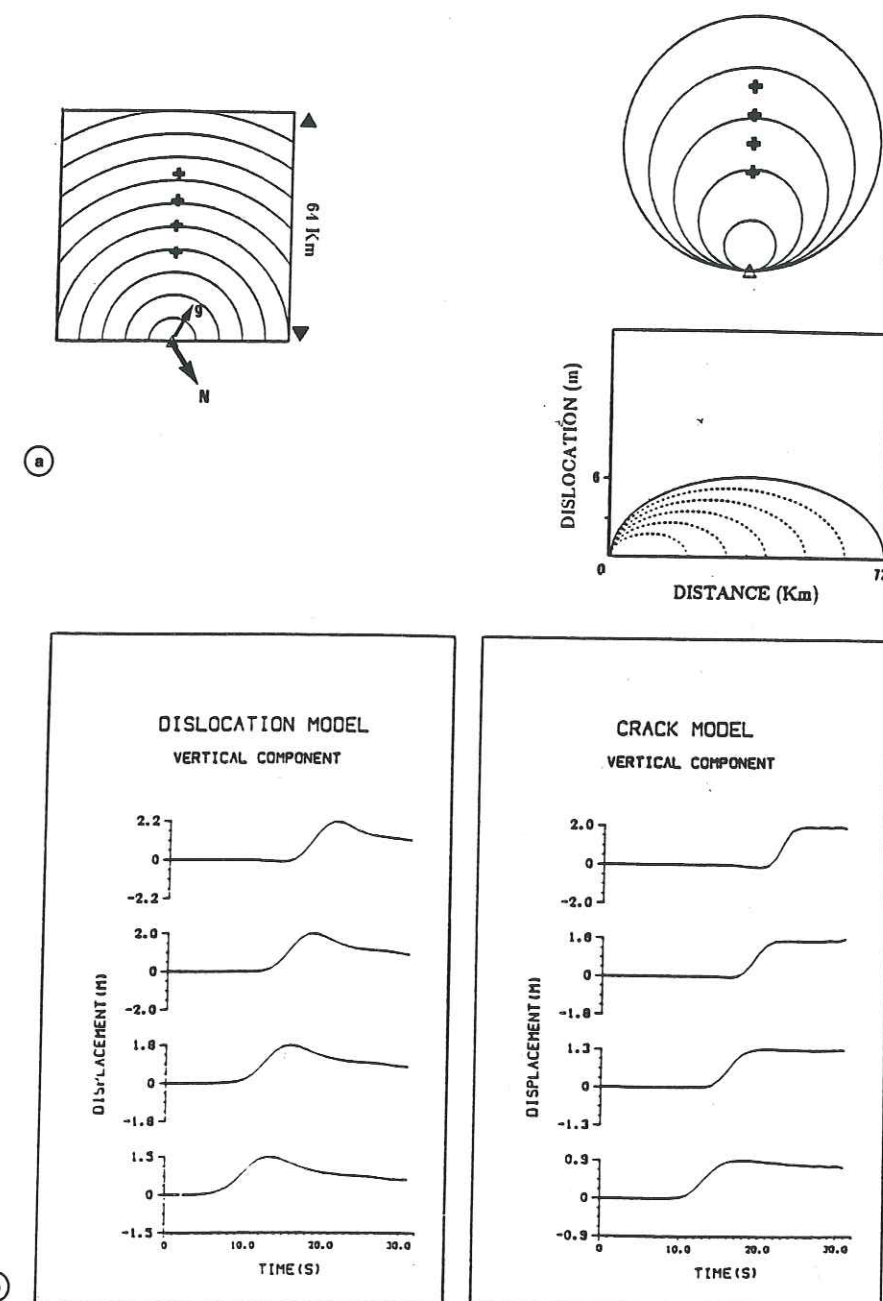 64 Km
g
N
a
DISLOCATION (m)
6
0
DISTANCE (Km)
DISLOCATION MODEL
VERTICAL COMPONENT
2.2
0
-2.2
2.0
0
-2.0
1.8
0
-1.8
1.5
0
-1.5
0
10.0
20.0
30.0
DISPLACEMENT(M)
TIME(S)
CRACK MODEL
VERTICAL COMPONENT
2.0
0
-2.0
1.8
0
-1.8
1.3
0
-1.3
0.9
0
-0.9
0
10.0
20.0
30.0
DISPLACEMENT(M)
TIME(S)